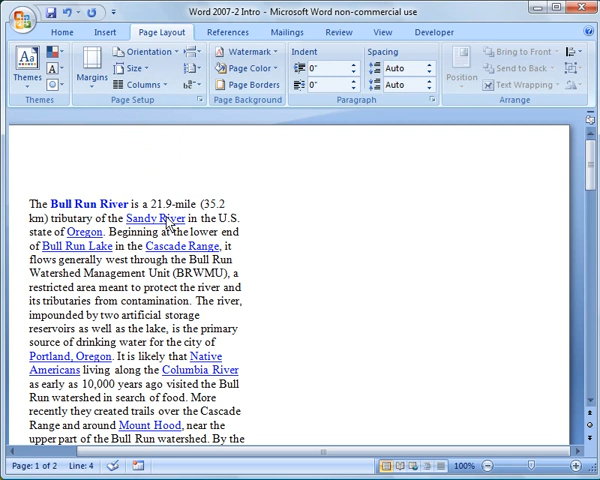 Word 2007-2 Intro - Microsoft Word non-commercial use
Home Insert Page Layout References Mailings Review View Developer
Themes
Aa
Margins
Orientation
Size
Columns
Watermark
Page Color
Page Borders
Indent
0"
0"
Spacing
Auto
Auto
Position
Bring to Front
Send to Back
Text Wrapping
Themes Page Setup Page Background Paragraph Arrange
The Bull Run River is a 21.9-mile (35.2
km) tributary of the Sandy River in the U.S.
state of Oregon. Beginning at the lower end
of Bull Run Lake in the Cascade Range, it
flows generally west through the Bull Run
Watershed Management Unit (BRWMU), a
restricted area meant to protect the river and
its tributaries from contamination. The river,
impounded by two artificial storage
reservoirs as well as the lake, is the primary
source of drinking water for the city of
Portland, Oregon. It is likely that Native
Americans living along the Columbia River
as early as 10,000 years ago visited the Bull
Run watershed in search of food. More
recently they created trails over the Cascade
Range and around Mount Hood, near the
upper part of the Bull Run watershed. By the
Page: 1 of 2 Line: 4 100%